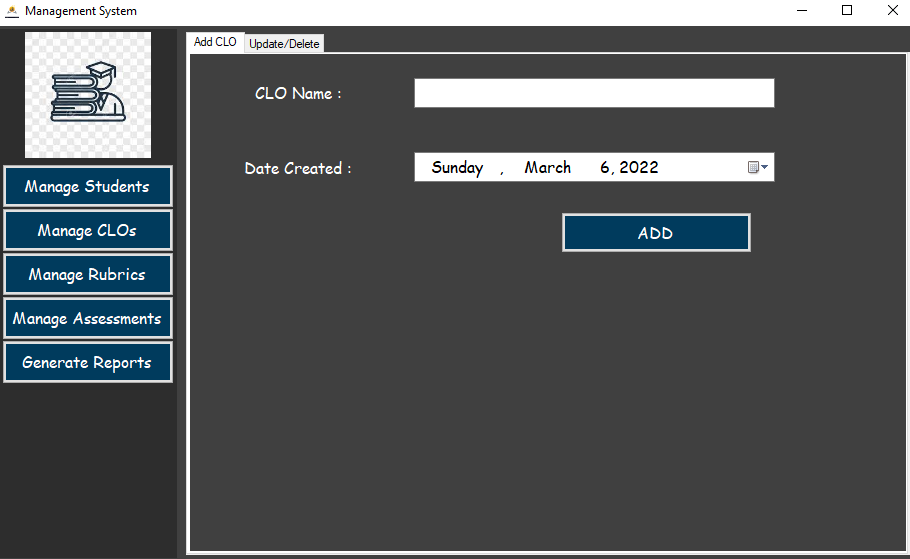 Management System
Add CLO
Update/Delete
CLO Name :
Date Created :
Sunday , March 6, 2022
ADD
Manage Students
Manage CLOs
Manage Rubrics
Manage Assessments
Generate Reports